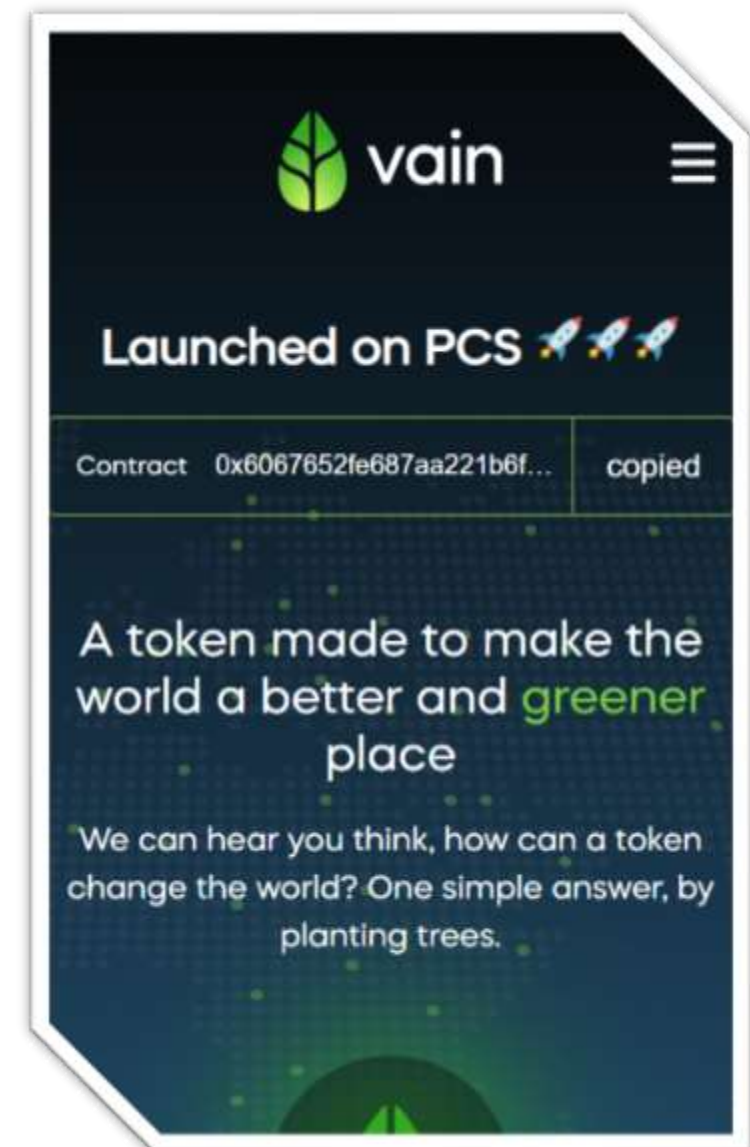 vain
Launched on PCS 🚀🚀🚀
Contract 0x6067652fe687aa221b6f... copied
A token made to make the
world a better and greener
place
We can hear you think, how can a token
change the world? One simple answer, by
planting trees.